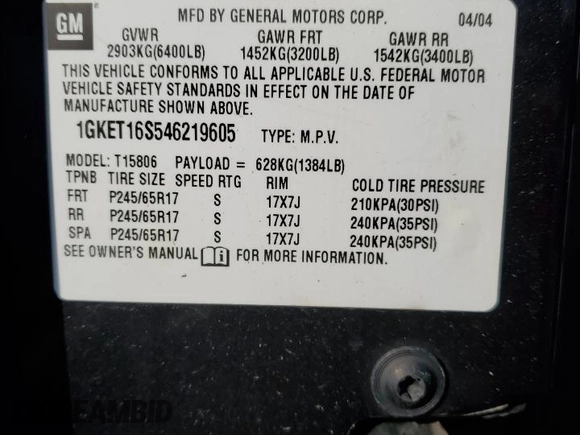 GM
MFD BY GENERAL MOTORS CORP. 04/04
GVWR GAWR FRT GAWR RR
2903KG(6400LB) 1452KG(3200LB) 1542KG(3400LB)
THIS VEHICLE CONFORMS TO ALL APPLICABLE U.S. FEDERAL MOTOR
VEHICLE SAFETY STANDARDS IN EFFECT ON THE DATE OF
MANUFACTURE SHOWN ABOVE.
1GKET16S546219605 TYPE: M.P.V.
MODEL: T15806 PAYLOAD = 628KG(1384LB)
TPNB TIRE SIZE SPEED RTG RIM COLD TIRE PRESSURE
FRT P245/65R17 S 17X7J 210KPA(30PSI)
RR P245/65R17 S 17X7J 240KPA(35PSI)
SPA P245/65R17 S 17X7J 240KPA(35PSI)
SEE OWNER'S MANUAL i FOR MORE INFORMATION.